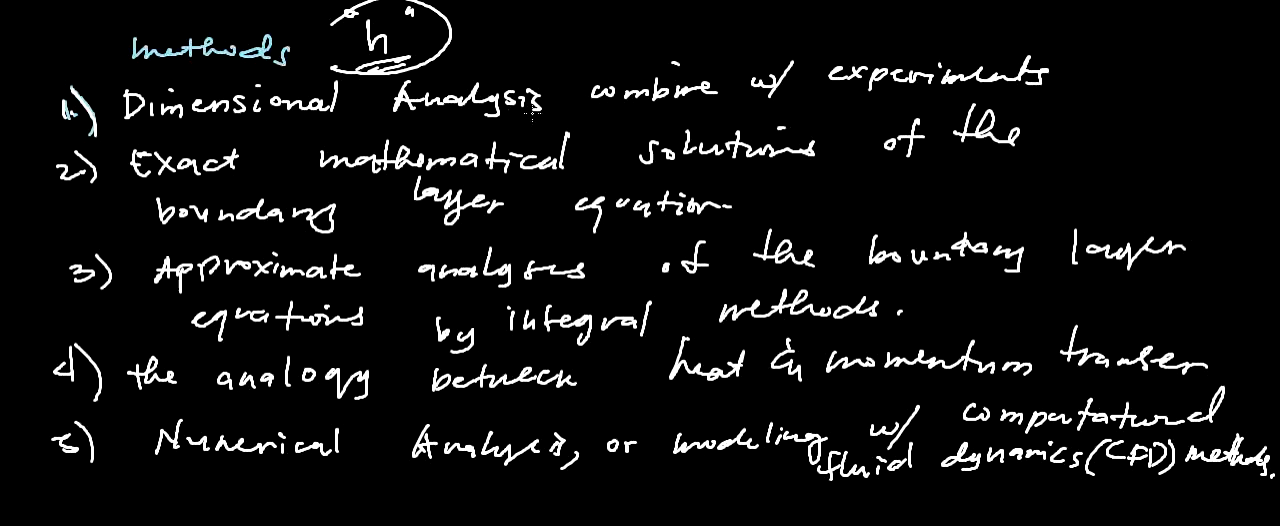 methods "h"
1.) Dimensional Analysis combine w/ experiments
2.) Exact mathematical solutions of the
boundary layer equation
3) Approximate analyses of the boundary layer
equations by integral methods.
4) the analogy between heat & momentum transer
5) Numerical Analysis, or modeling w/ computational
fluid dynamics (CFD) methods.